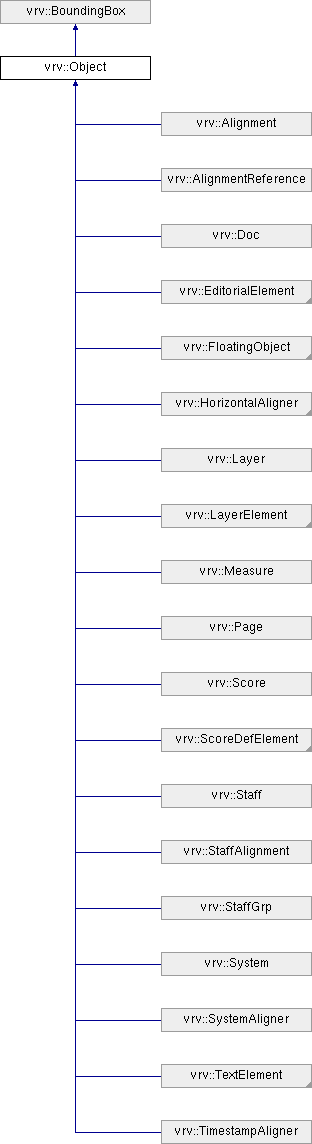 vrv::BoundingBox
vrv::Object
vrv::Alignment
vrv::AlignmentReference
vrv::Doc
vrv::EditorialElement
vrv::FloatingObject
vrv::HorizontalAligner
vrv::Layer
vrv::LayerElement
vrv::Measure
vrv::Page
vrv::Score
vrv::ScoreDefElement
vrv::Staff
vrv::StaffAlignment
vrv::StaffGrp
vrv::System
vrv::SystemAligner
vrv::TextElement
vrv::TimestampAligner